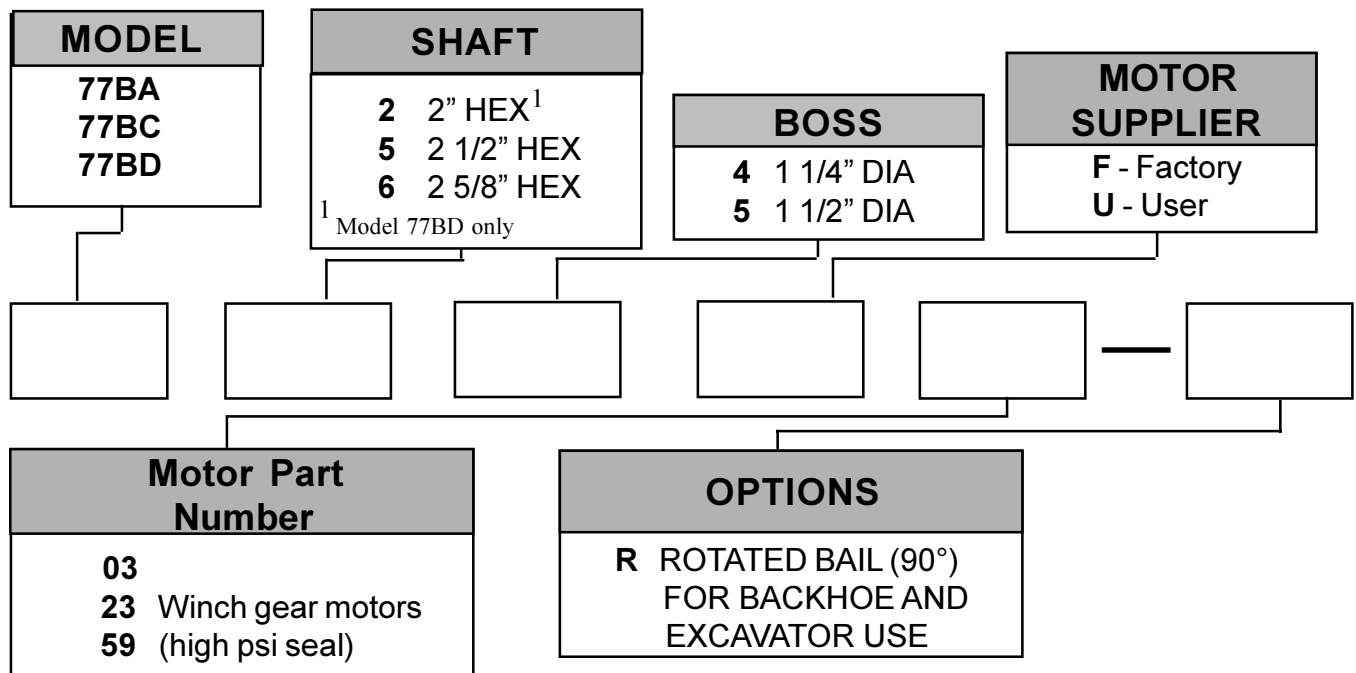 MODEL
77BA
77BC
77BD
SHAFT
2 2” HEX1
5 2 1/2” HEX
6 2 5/8” HEX
1 Model 77BD only
BOSS
4 1 1/4” DIA
5 1 1/2” DIA
MOTOR
SUPPLIER
F - Factory
U - User
Motor Part
Number
03
23 Winch gear motors
59 (high psi seal)
OPTIONS
R ROTATED BAIL (90°)
FOR BACKHOE AND
EXCAVATOR USE